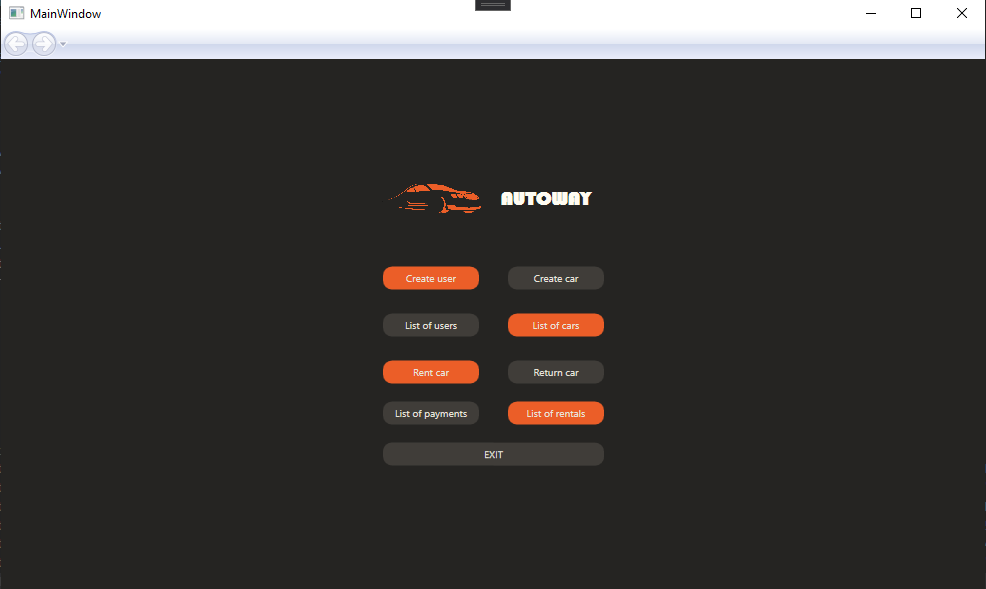 MainWindow
AUTOWAY
Create user Create car
List of users List of cars
Rent car Return car
List of payments List of rentals
EXIT